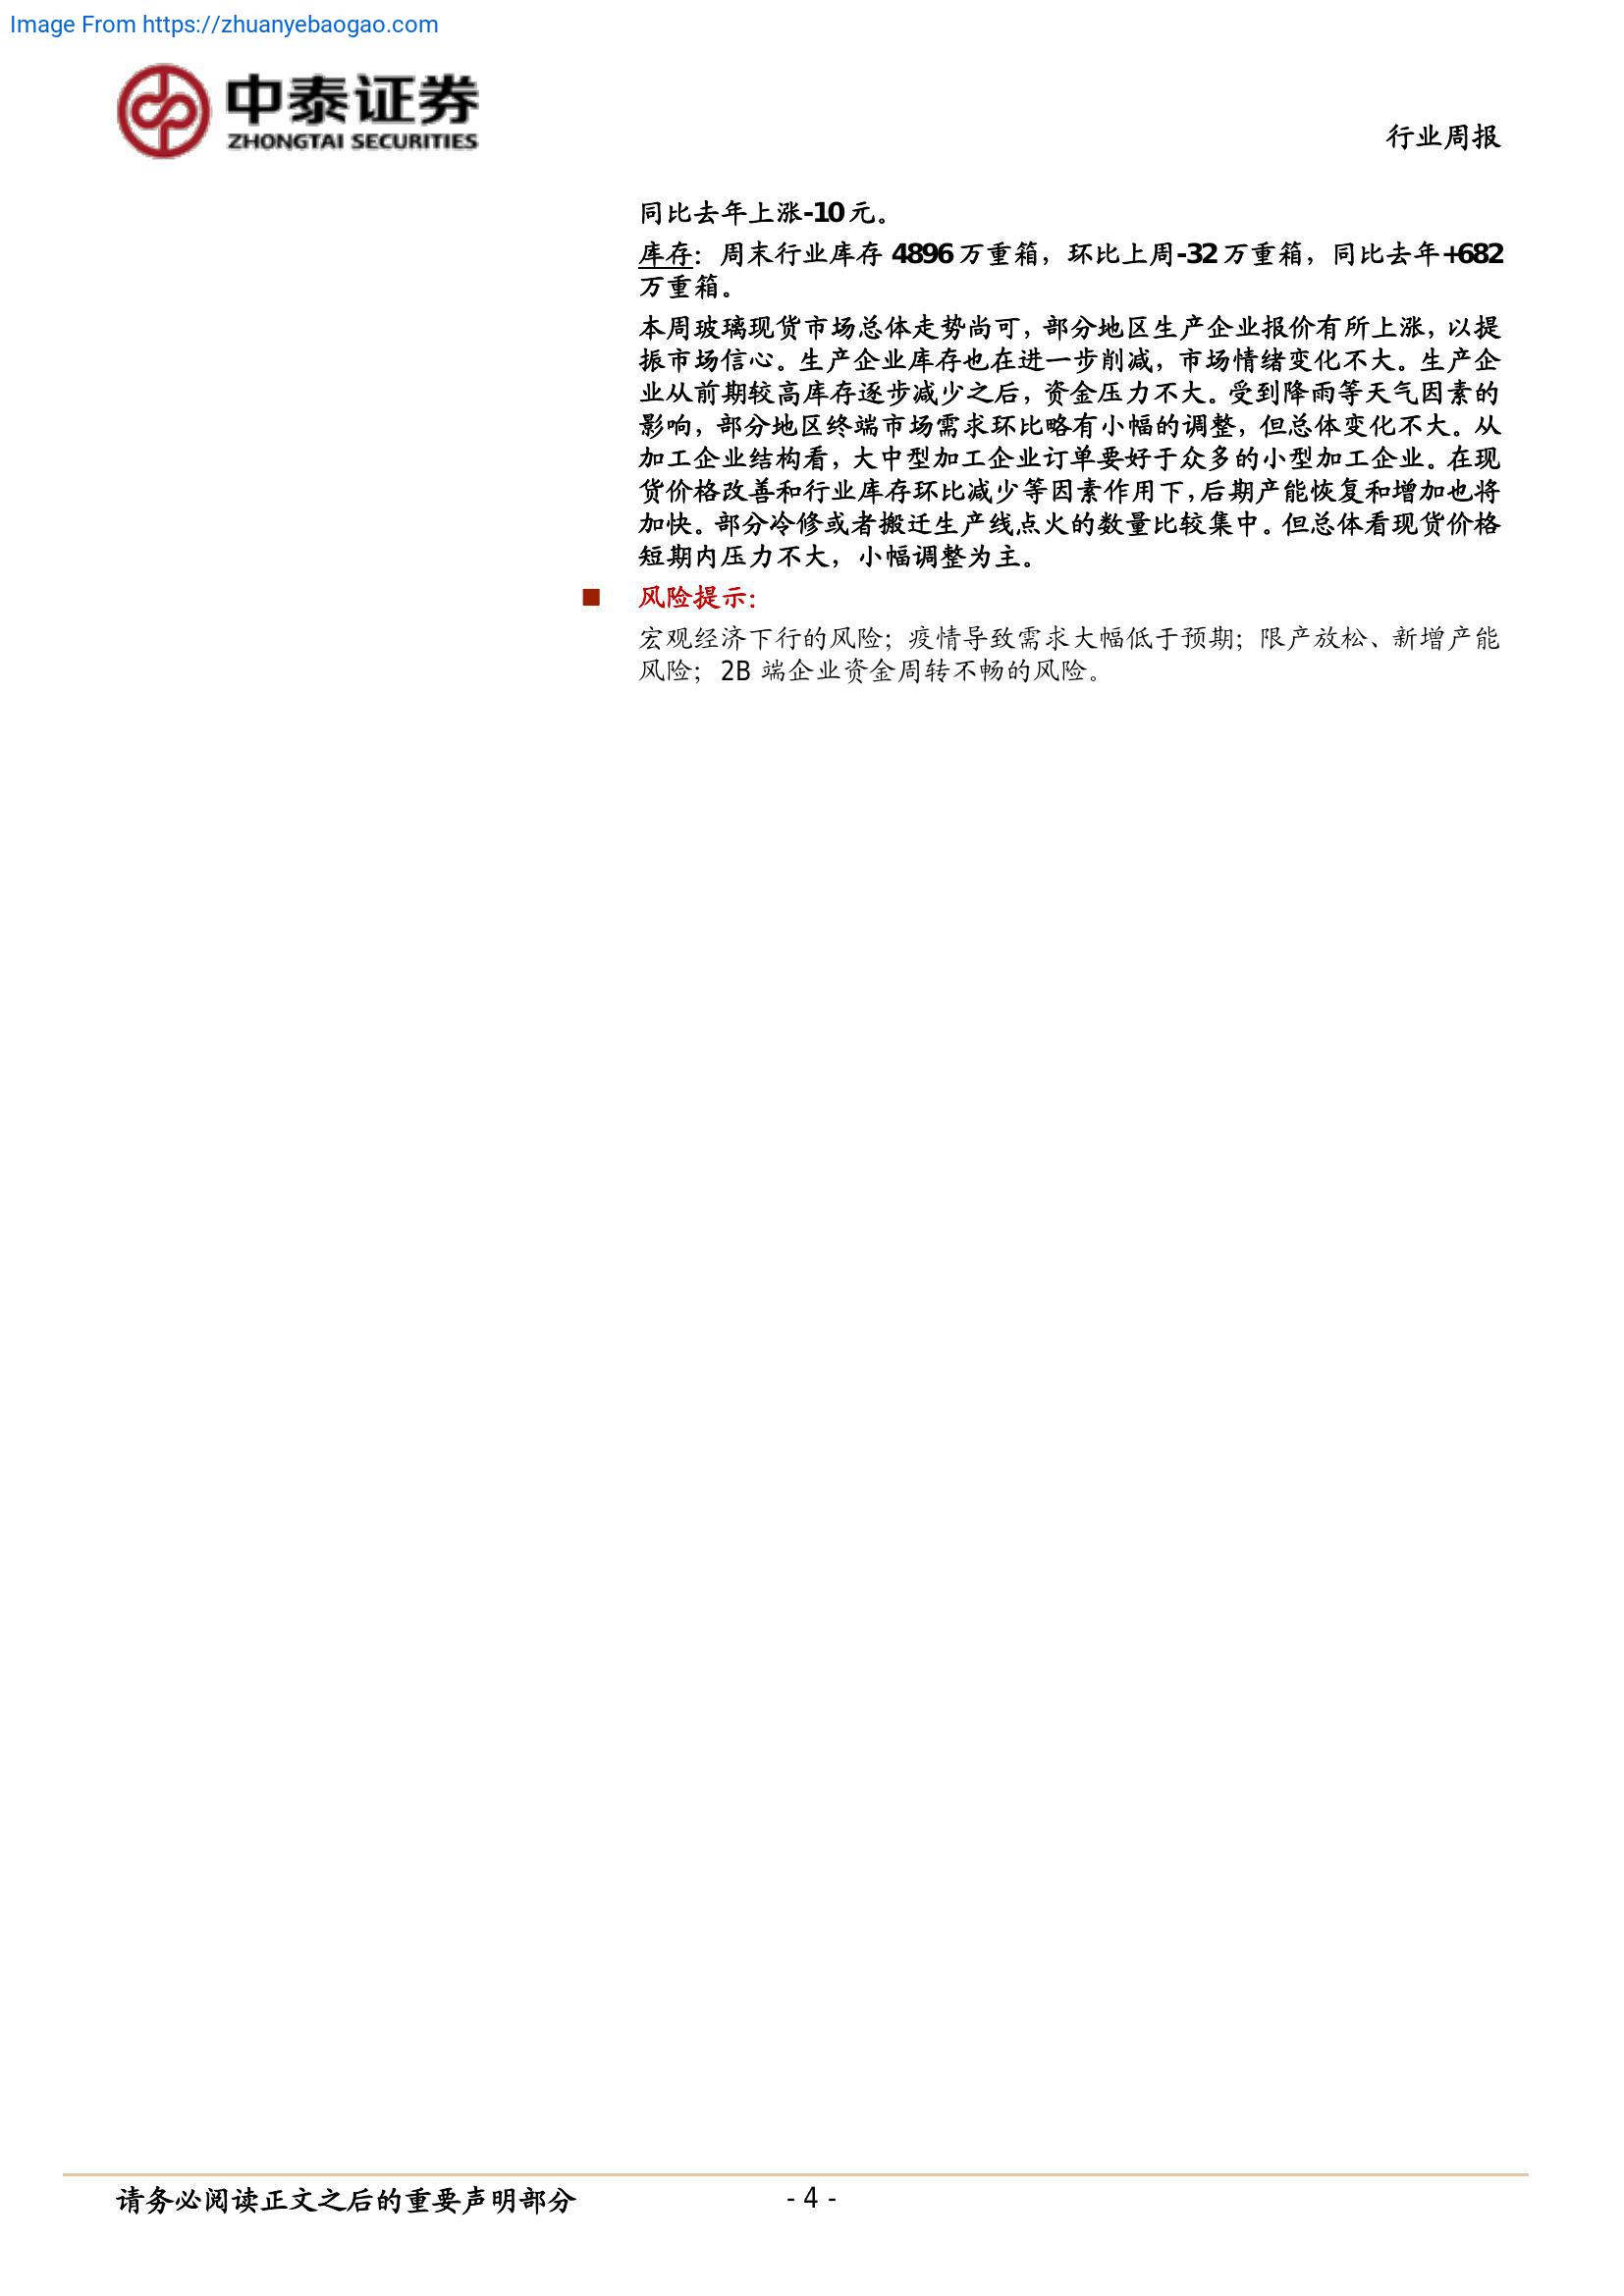 Image From https://zhuanyebaogao.com
中泰证券
ZHONGTAI SECURITIES
行业周报
同比去年上涨-10元。
库存：周末行业库存 4896 万重箱，环比上周-32 万重箱，同比去年+682
万重箱。
本周玻璃现货市场总体走势尚可，部分地区生产企业报价有所上涨，以提
振市场信心。生产企业库存也在进一步削减，市场情绪变化不大。生产企
业从前期较高库存逐步减少之后，资金压力不大。受到降雨等天气因素的
影响，部分地区终端市场需求环比略有小幅的调整，但总体变化不大。从
加工企业结构看，大中型加工企业订单要好于众多的小型加工企业。在现
货价格改善和行业库存环比减少等因素作用下，后期产能恢复和增加也将
加快。部分冷修或者搬迁生产线点火的数量比较集中。但总体看现货价格
短期内压力不大，小幅调整为主。
■ 风险提示：
宏观经济下行的风险；疫情导致需求大幅低于预期；限产放松、新增产能
风险；2B 端企业资金周转不畅的风险。
请务必阅读正文之后的重要声明部分
- 4 -